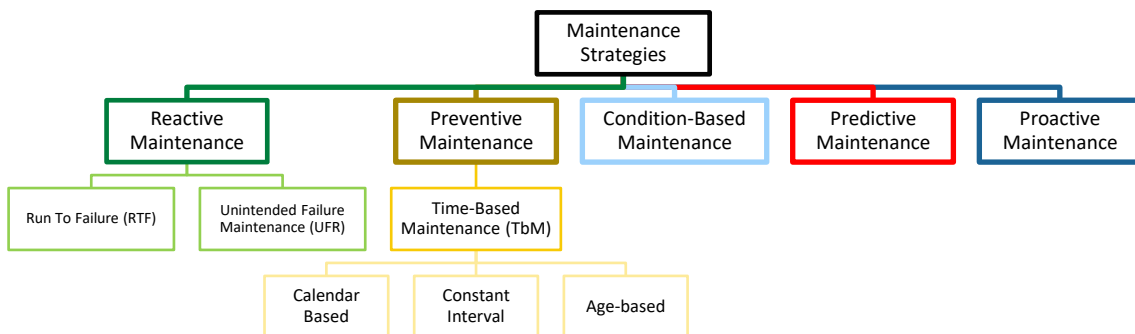 Maintenance
Strategies
Reactive
Maintenance
Preventive
Maintenance
Condition-Based
Maintenance
Predictive
Maintenance
Proactive
Maintenance
Run To Failure (RTF)
Unintended Failure
Maintenance (UFR)
Time-Based
Maintenance (TbM)
Calendar
Based
Constant
Interval
Age-based